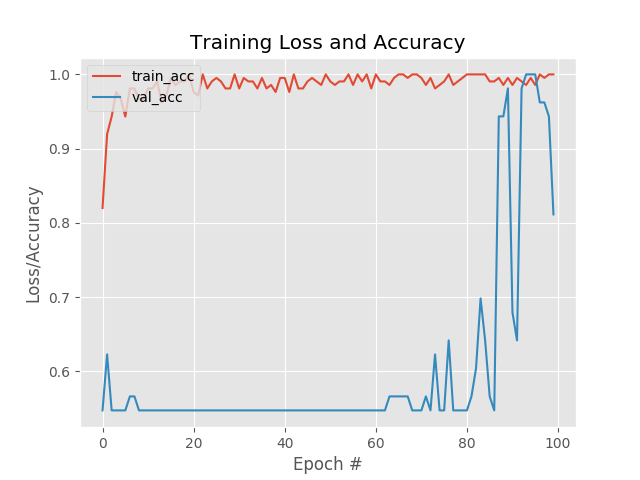 Training Loss and Accuracy
train_acc
val_acc
Loss/Accuracy
1.0
0.9
0.8
0.7
0.6
0 20 40 60 80 100
Epoch #